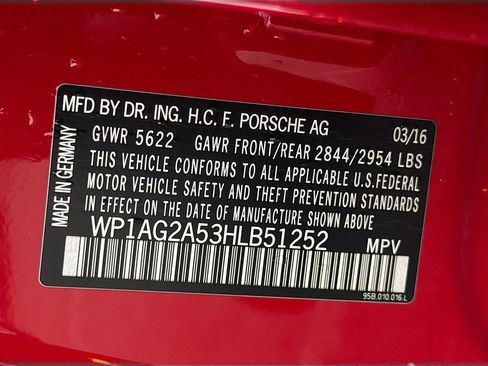 MFD BY DR. ING. H.C. F. PORSCHE AG 03/16
GVWR 5622 GAWR FRONT/REAR 2844/2954 LBS
THIS VEHICLE CONFORMS TO ALL APPLICABLE U.S.FEDERAL
MOTOR VEHICLE SAFETY AND THEFT PREVENTION STANDARDS
IN EFFECT ON THE DATE OF MANUFACTURE SHOWN ABOVE.
WP1AG2A53HLB51252 MPV
95B.010.016.L
MADE IN GERMANY